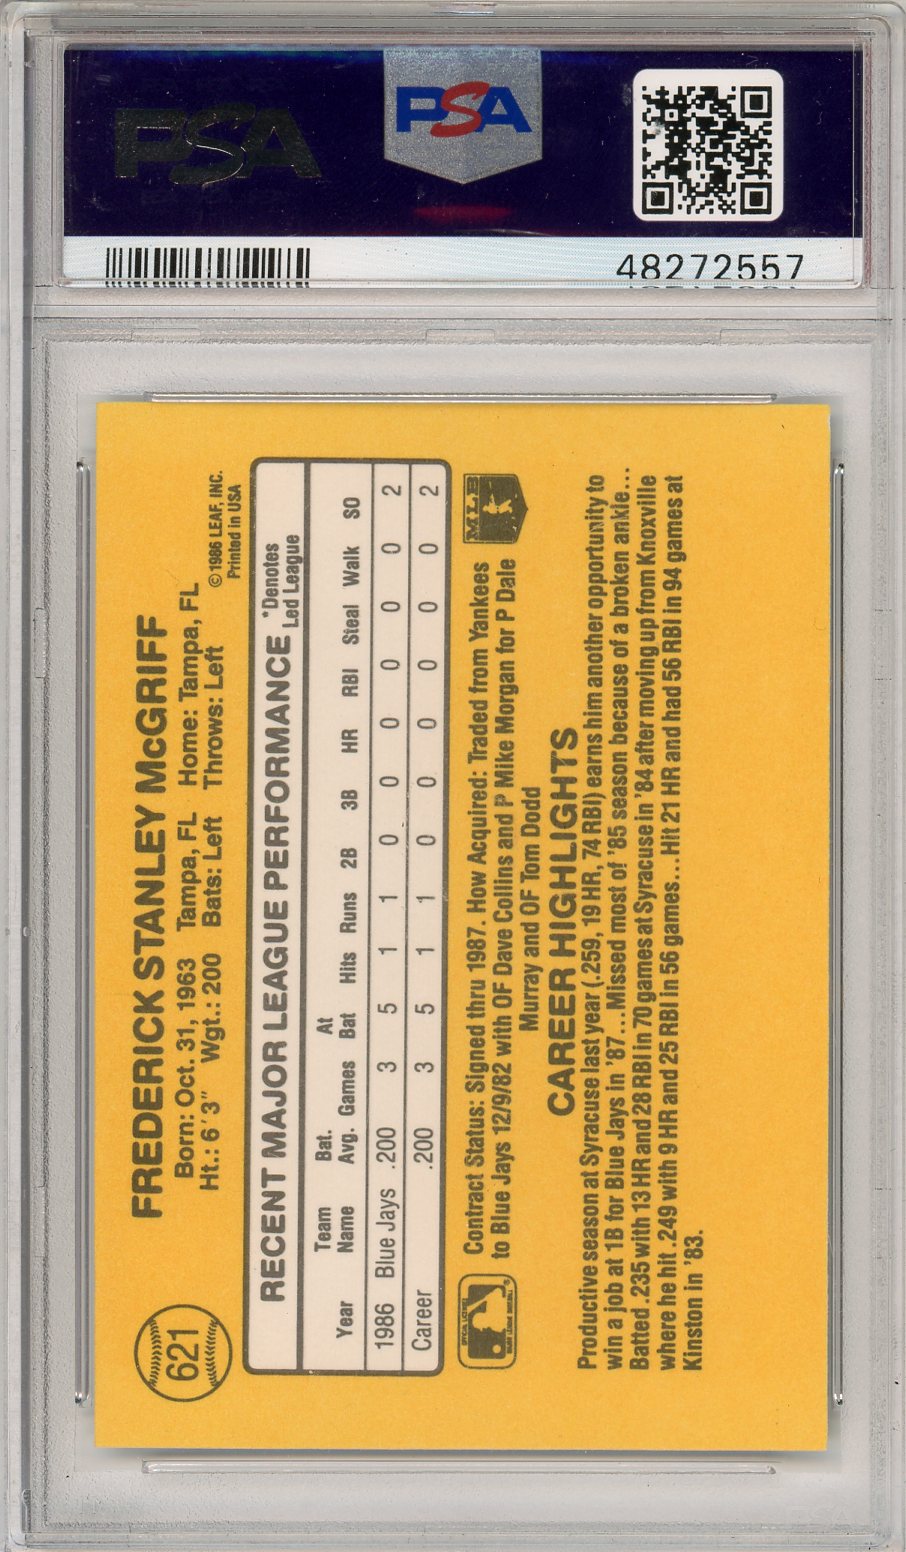 PSA
PSA
48272557
621
FREDERICK STANLEY McGRIFF
Born: Oct. 31, 1963 Tampa, FL Home: Tampa, FL
Ht.: 6'3" Wgt.: 200 Bats: Left Throws: Left
©1986 LEAF, INC.
Printed in USA
RECENT MAJOR LEAGUE PERFORMANCE
*Denotes
Led League
Year Team Name Bat. Avg. Games At Bat Hits Runs 2B 3B HR RBI Steal Walk SO
1986 Blue Jays .200 3 5 1 1 0 0 0 0 0 0 2
Career .200 3 5 1 1 0 0 0 0 0 0 2
Contract Status: Signed thru 1987. How Acquired: Traded from Yankees
to Blue Jays 12/9/82 with OF Dave Collins and P Mike Morgan for P Dale
Murray and OF Tom Dodd
MLB
CAREER HIGHLIGHTS
Productive season at Syracuse last year (.259, 19 HR, 74 RBI) earns him another opportunity to
win a job at 1B for Blue Jays in '87...Missed most of '85 season because of a broken ankle...
Batted .235 with 13 HR and 28 RBI in 70 games at Syracuse in '84 after moving up from Knoxville
where he hit .249 with 9 HR and 25 RBI in 56 games...Hit 21 HR and had 56 RBI in 94 games at
Kinston in '83.